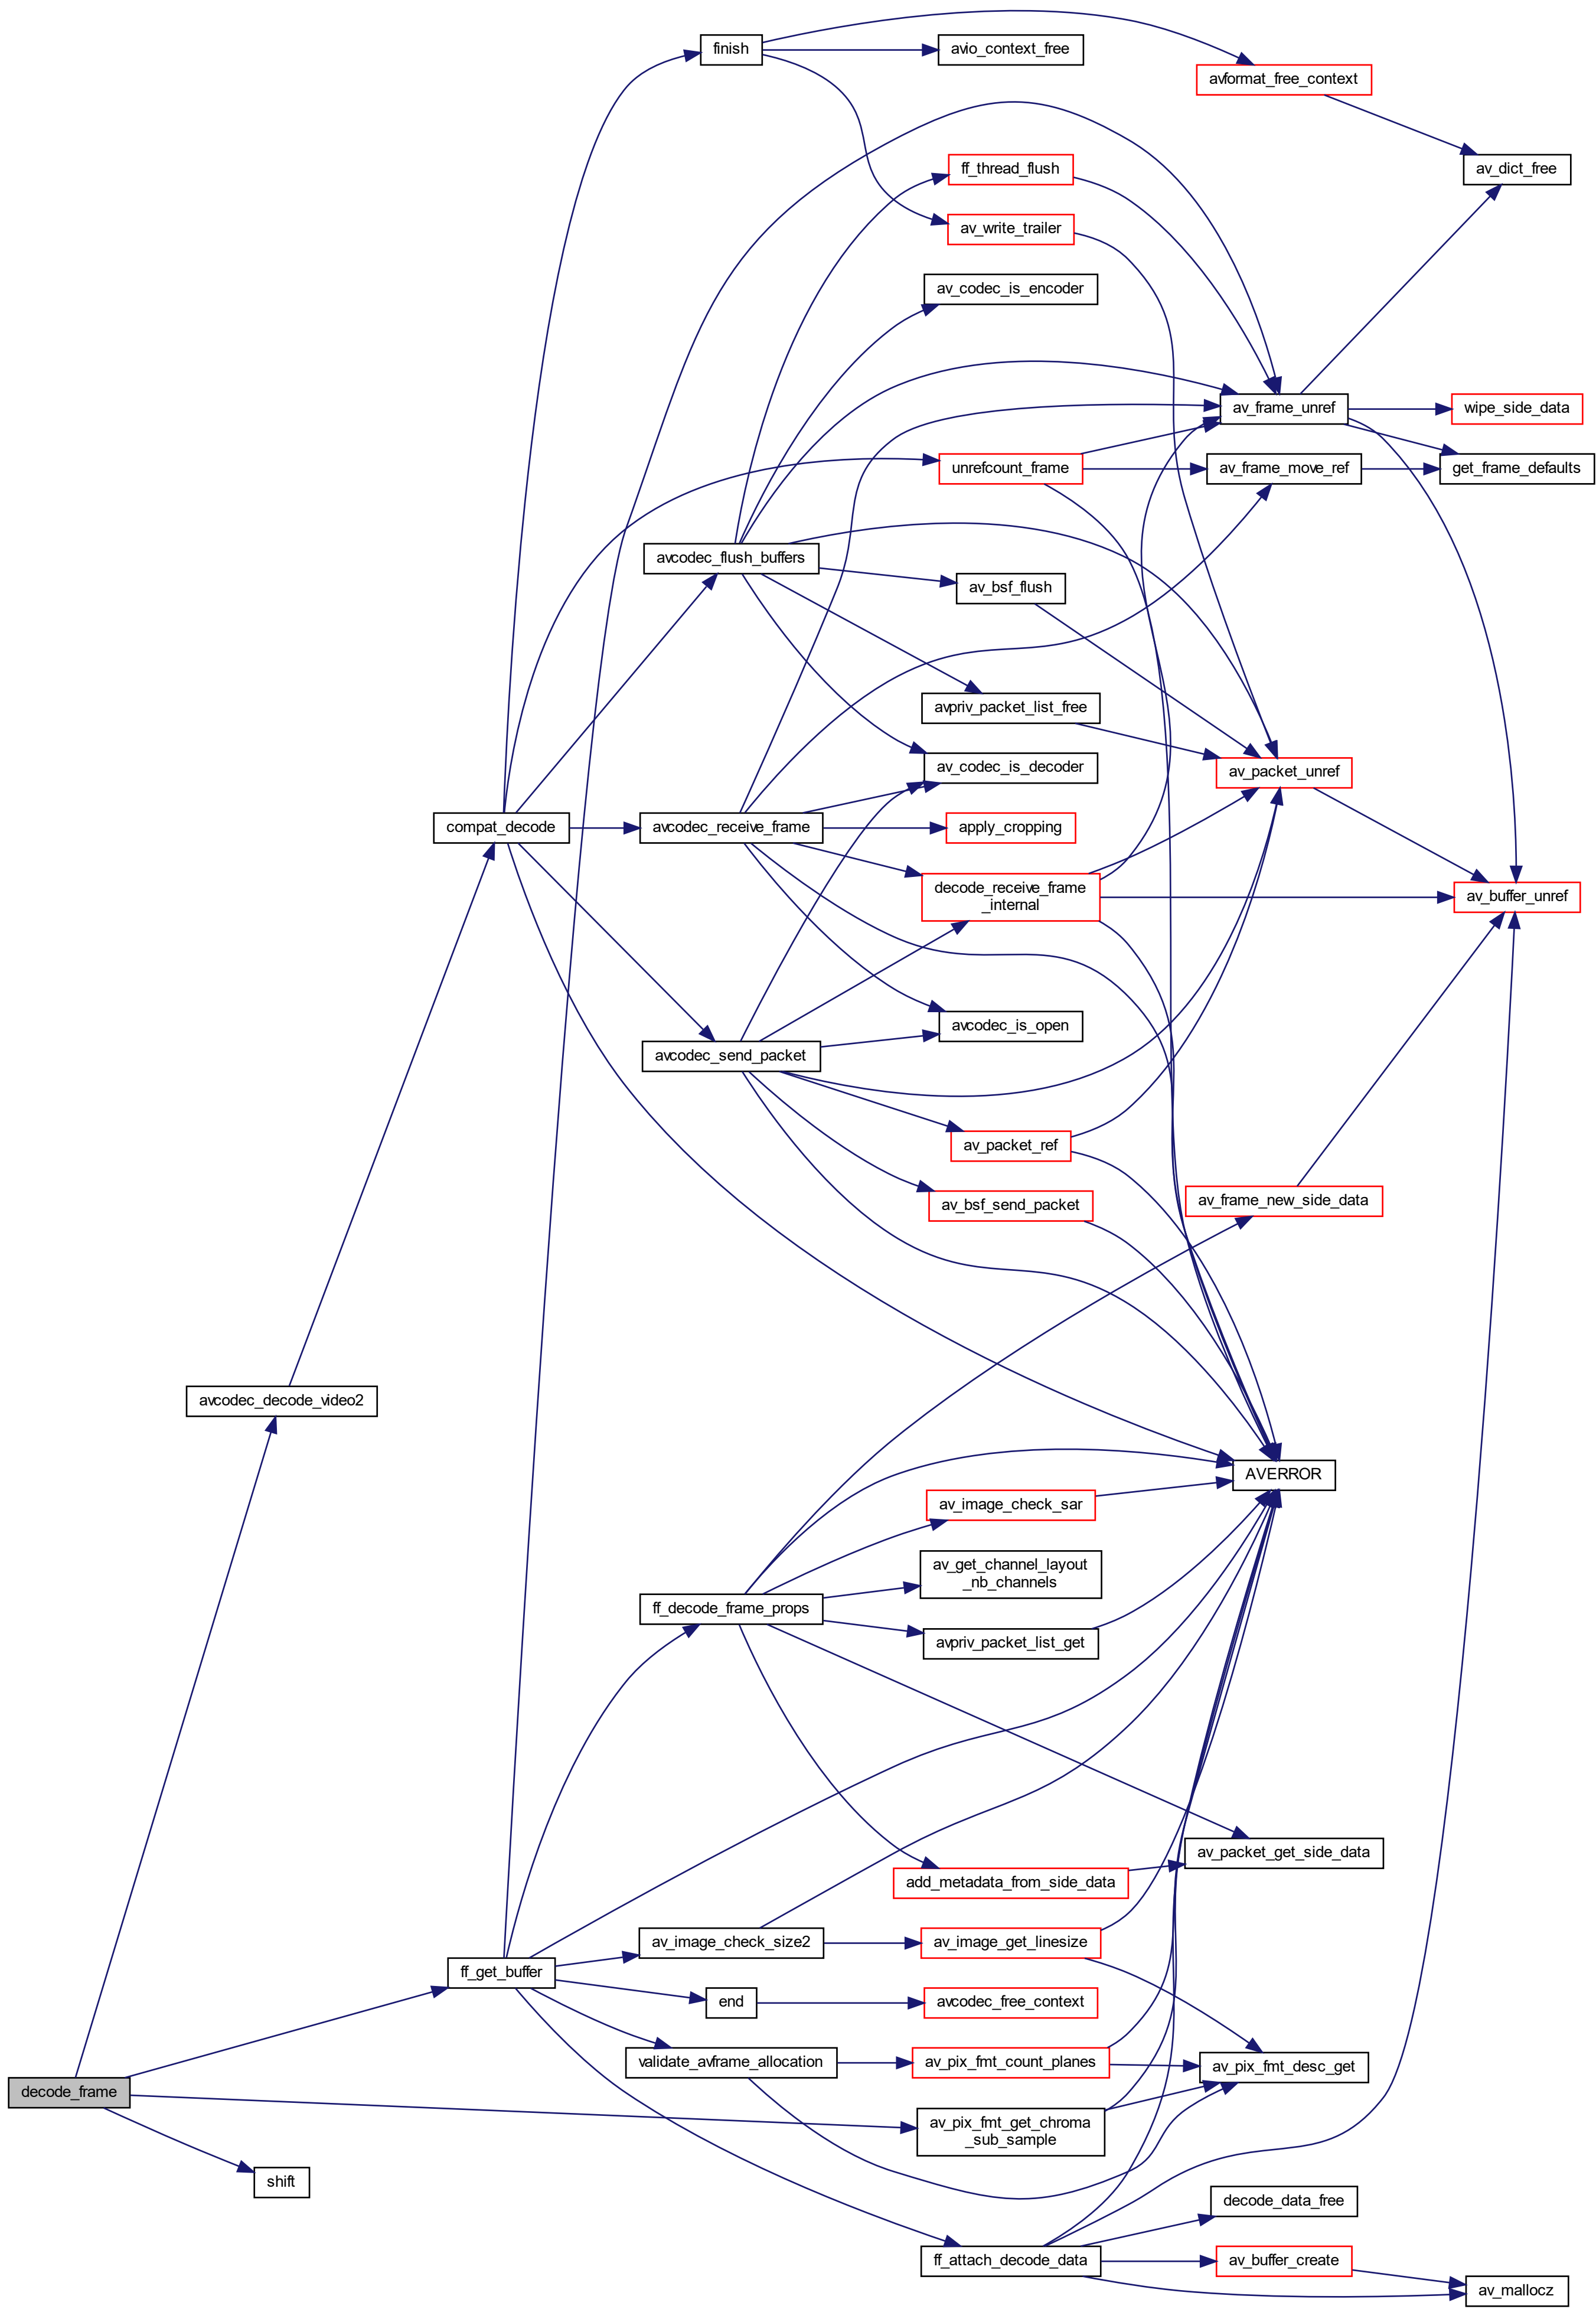 finish
avio_context_free
avformat_free_context
ff_thread_flush
av_dict_free
av_write_trailer
av_codec_is_encoder
av_frame_unref
wipe_side_data
unrefcount_frame
av_frame_move_ref
get_frame_defaults
avcodec_flush_buffers
av_bsf_flush
avpriv_packet_list_free
av_codec_is_decoder
av_packet_unref
compat_decode
avcodec_receive_frame
apply_cropping
decode_receive_frame
_internal
av_buffer_unref
avcodec_is_open
avcodec_send_packet
av_packet_ref
av_bsf_send_packet
av_frame_new_side_data
avcodec_decode_video2
AVERROR
av_image_check_sar
av_get_channel_layout
_nb_channels
ff_decode_frame_props
avpriv_packet_list_get
av_packet_get_side_data
add_metadata_from_side_data
av_image_check_size2
av_image_get_linesize
ff_get_buffer
end
avcodec_free_context
validate_avframe_allocation
av_pix_fmt_count_planes
av_pix_fmt_desc_get
decode_frame
av_pix_fmt_get_chroma
_sub_sample
shift
decode_data_free
ff_attach_decode_data
av_buffer_create
av_mallocz